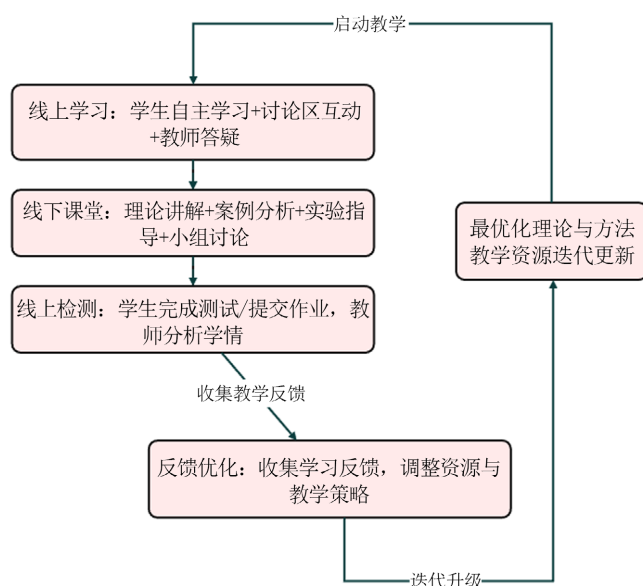 启动教学
线上学习：学生自主学习+讨论区互动
+教师答疑
线下课堂：理论讲解+案例分析+实验指
导+小组讨论
最优化理论与方法
教学资源迭代更新
线上检测：学生完成测试/提交作业，教
师分析学情
收集教学反馈
反馈优化：收集学习反馈，调整资源与
教学策略
迭代升级